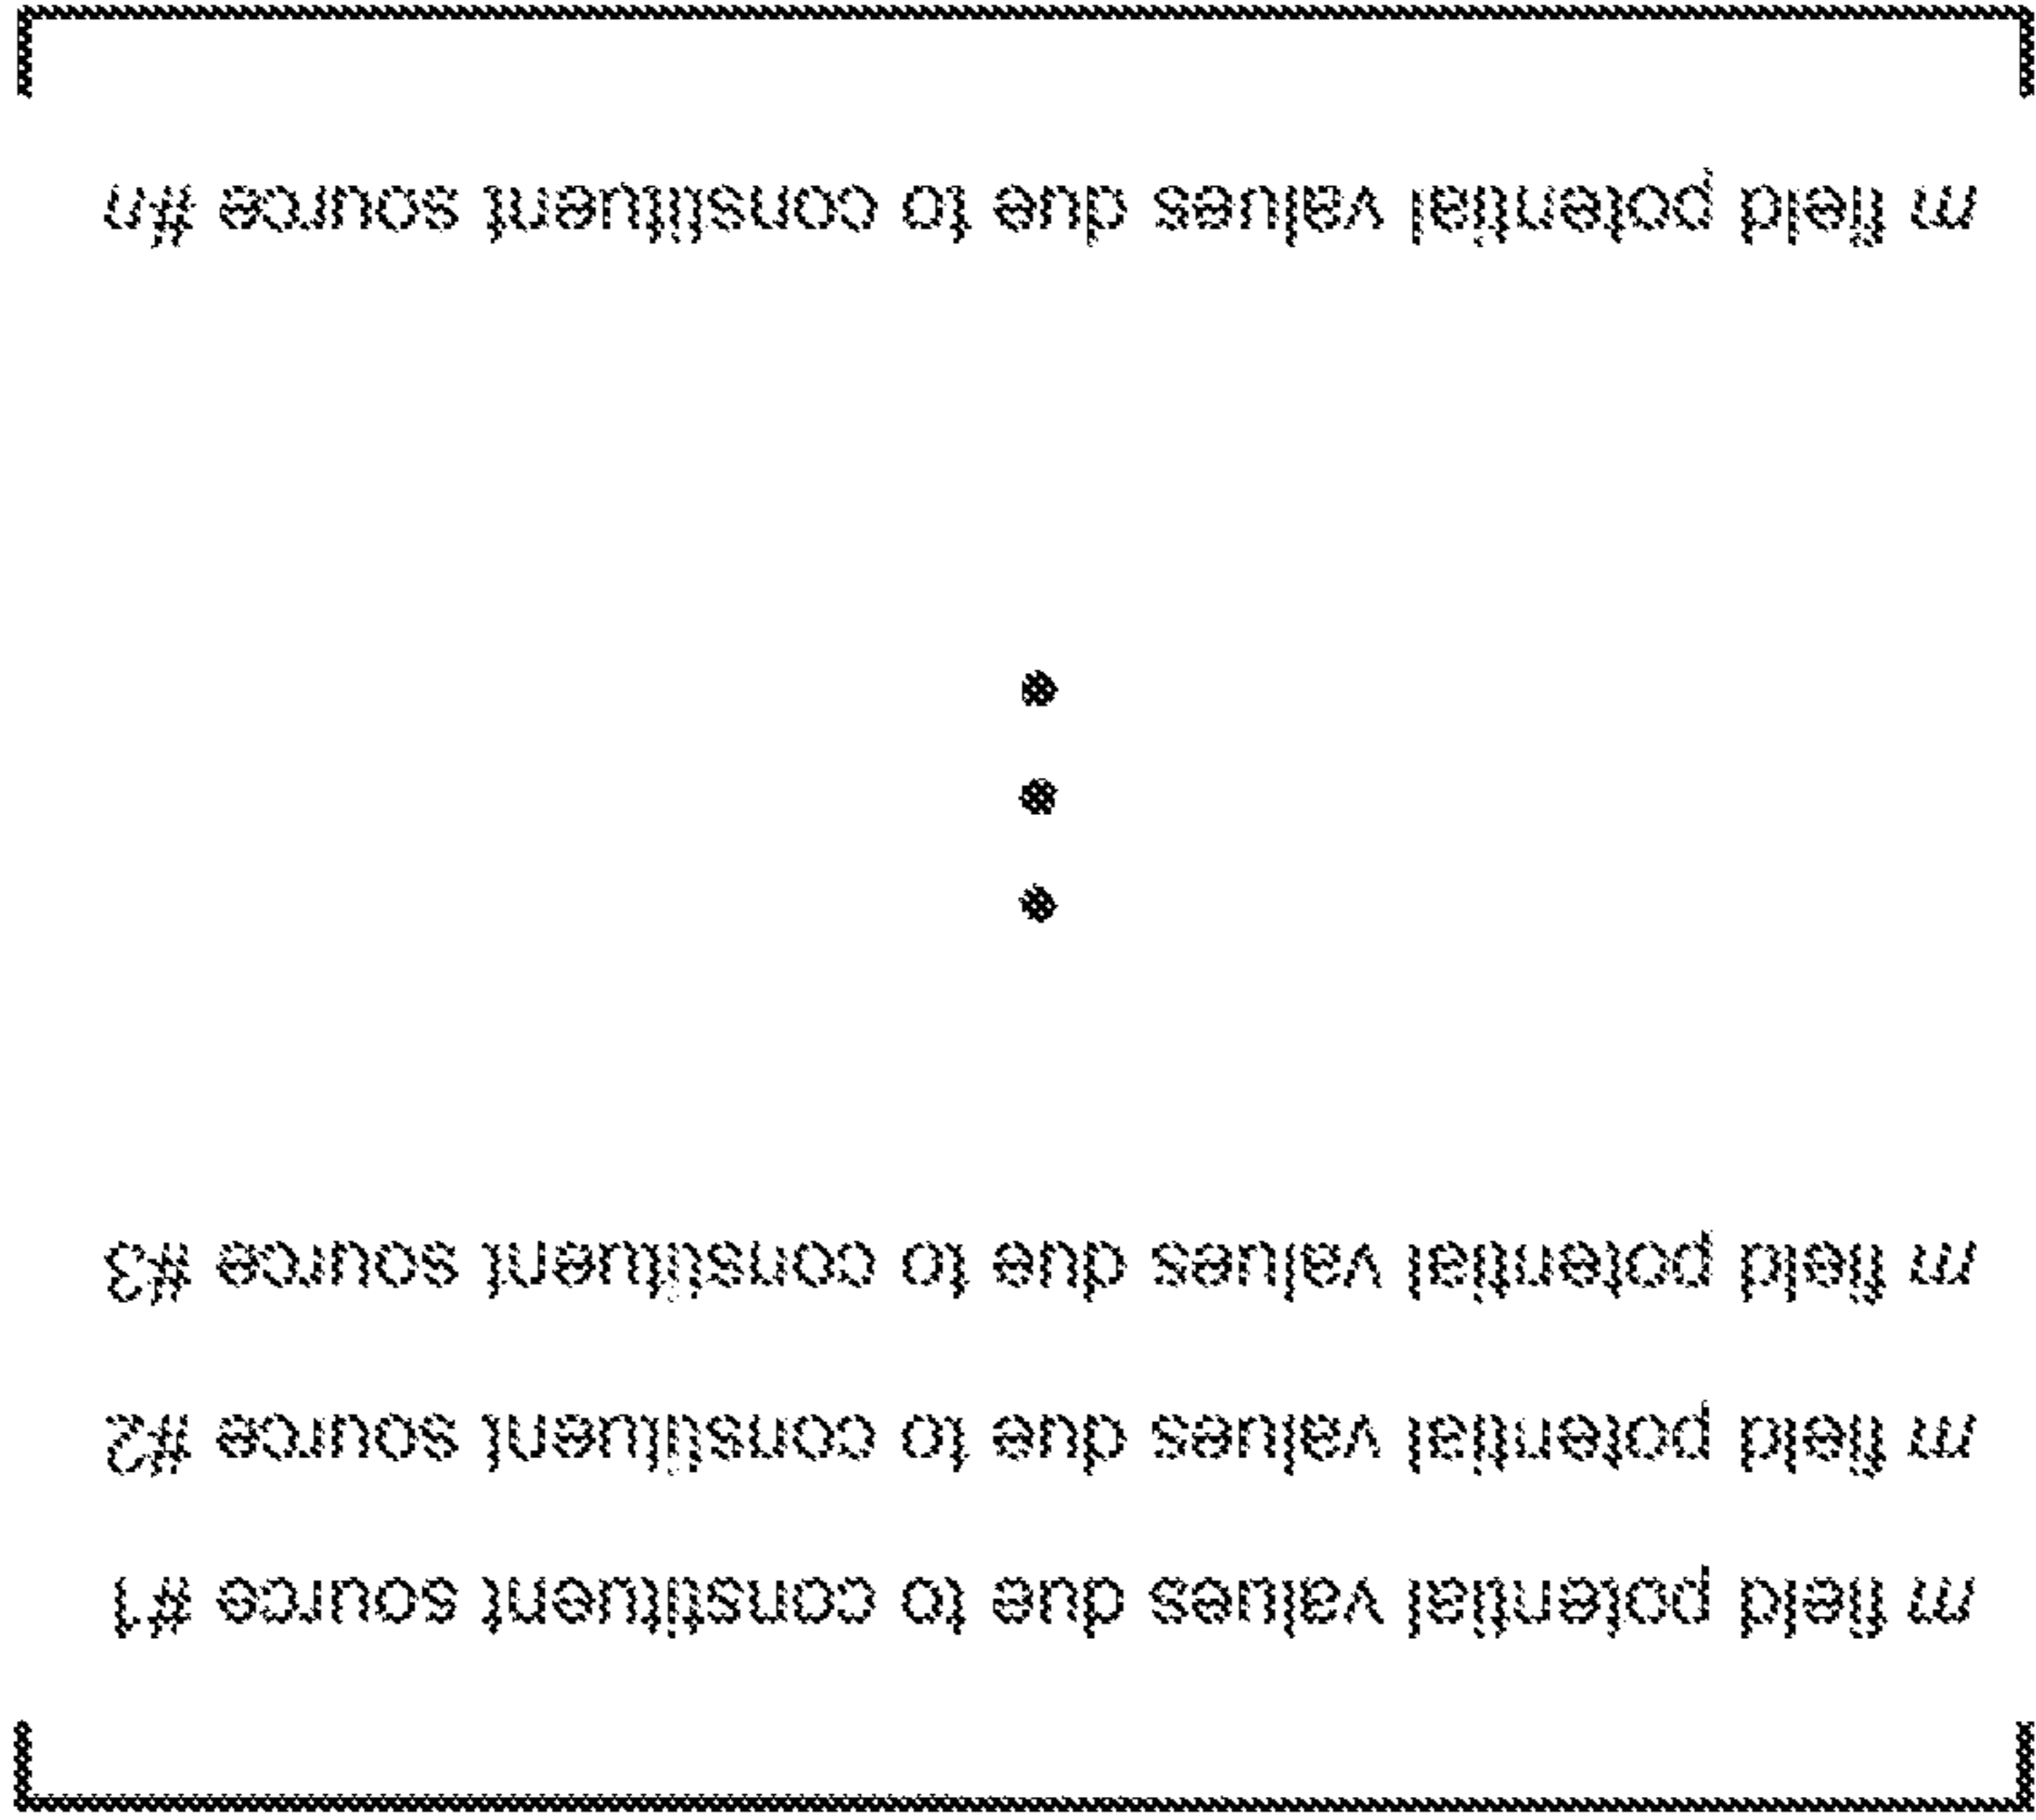 m field potential values due to constituent source #1
m field potential values due to constituent source #2
m field potential values due to constituent source #3
m field potential values due to constituent source #n